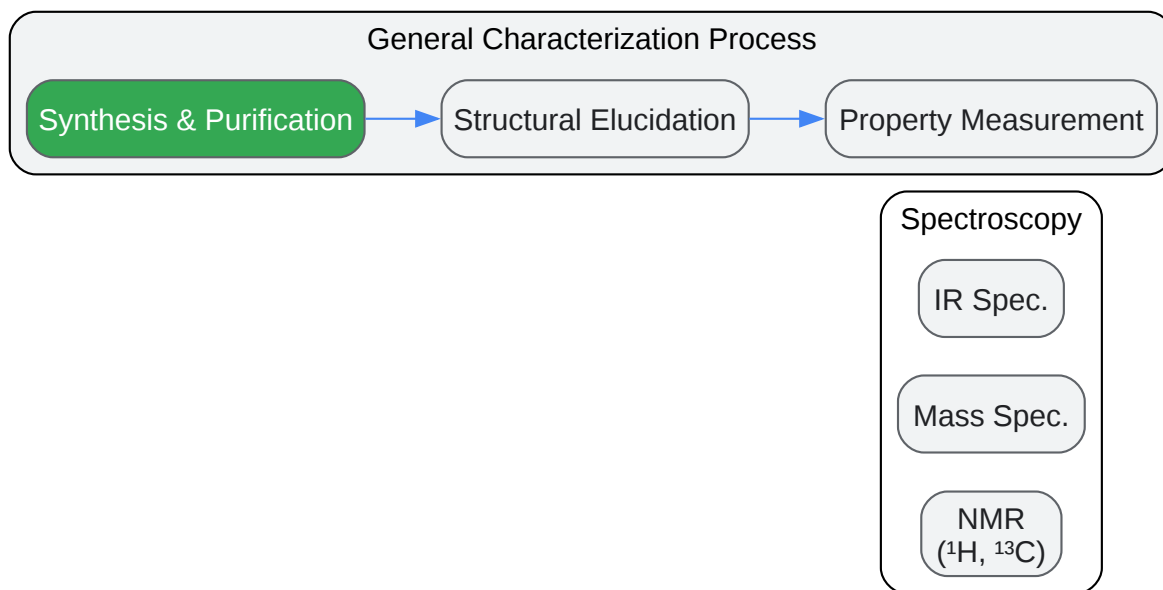 General Characterization Process
Synthesis & Purification
Structural Elucidation
Property Measurement
Spectroscopy
IR Spec.
Mass Spec.
NMR
(¹H, ¹³C)